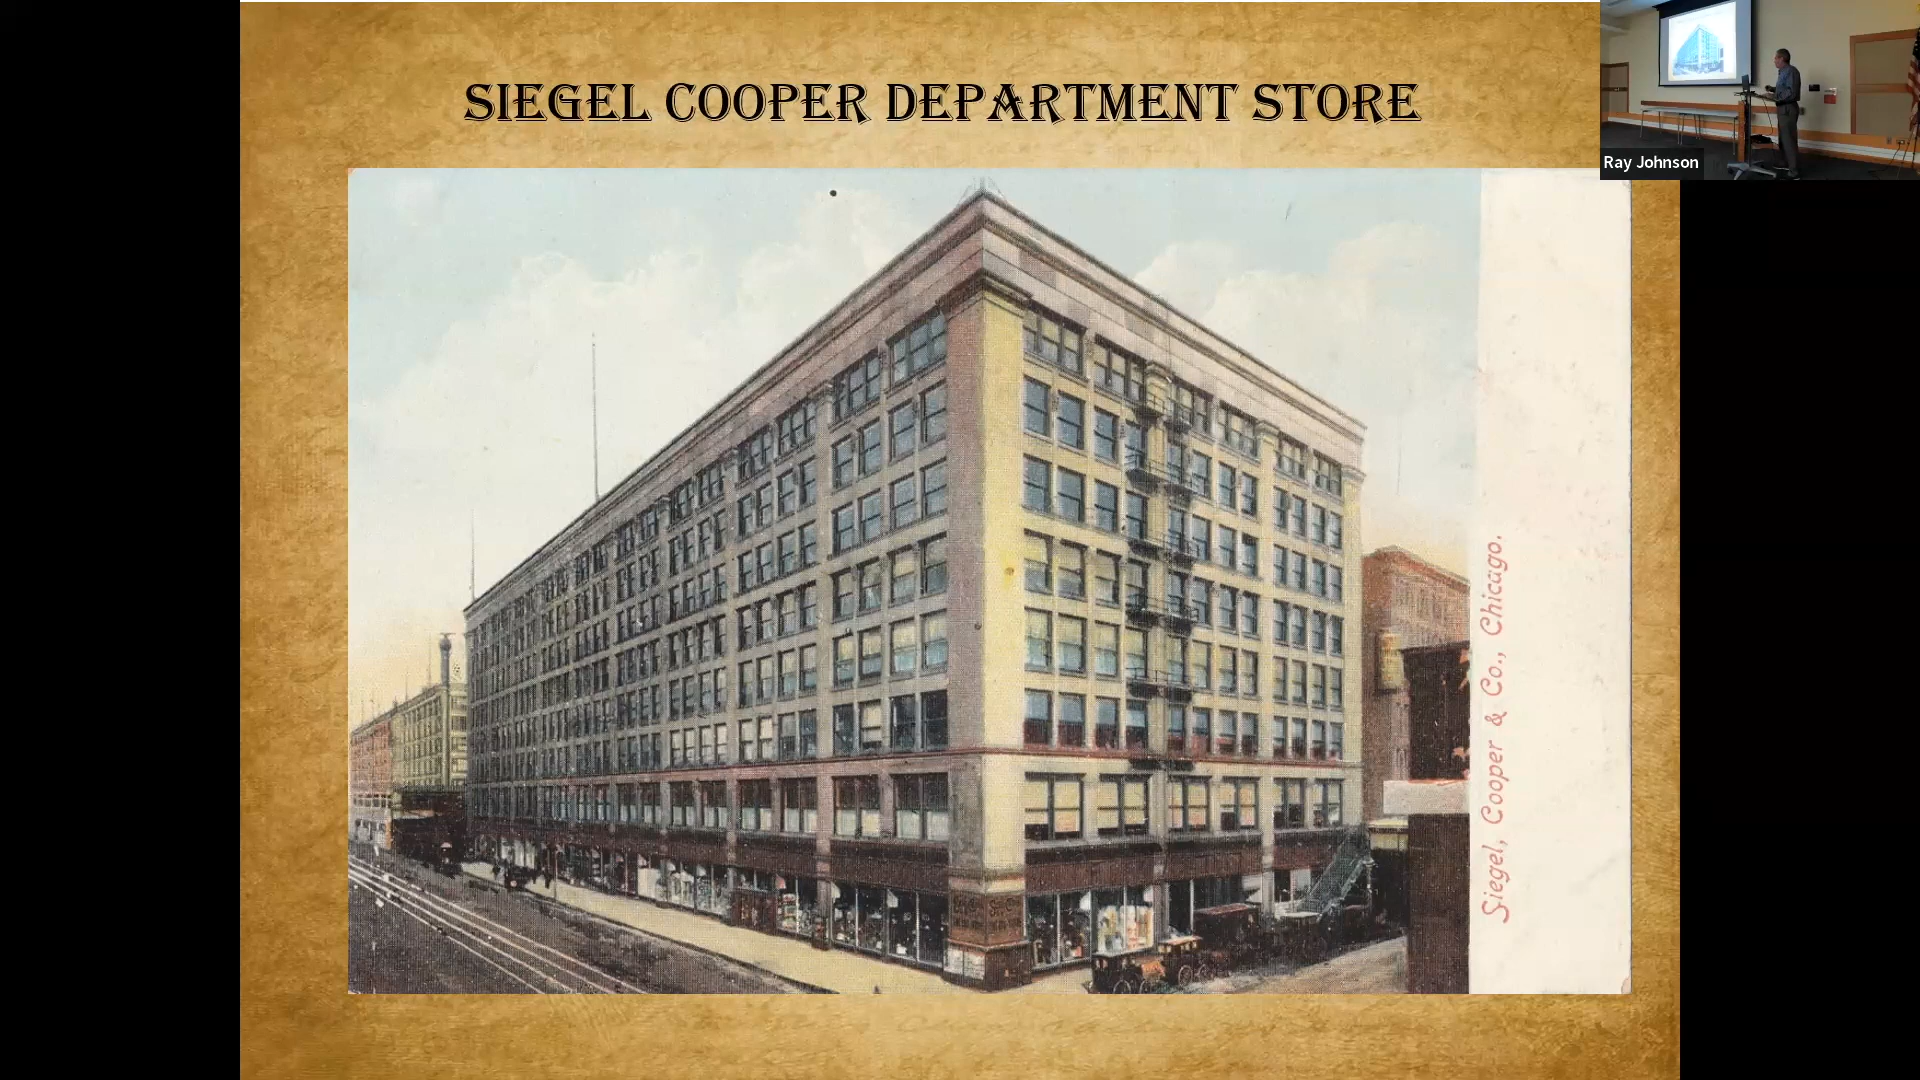 SIEGEL COOPER DEPARTMENT STORE
Ray Johnson
Siegel, Cooper & Co., Chicago.